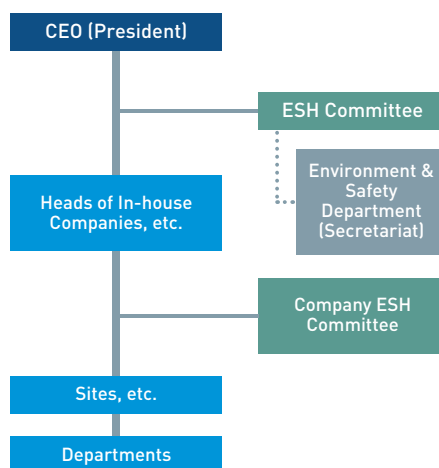 CEO (President)
ESH Committee
Environment &
Safety
Department
(Secretariat)
Heads of In-house
Companies, etc.
Company ESH
Committee
Sites, etc.
Departments